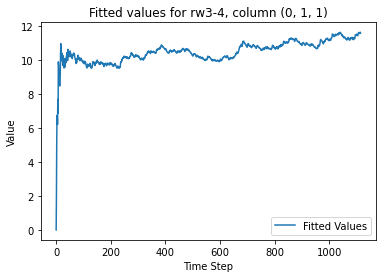 Fitted values for rw3-4, column (0, 1, 1)
12
10
8
6
4
2
0
Value
0 200 400 600 800 1000
Time Step
Fitted Values